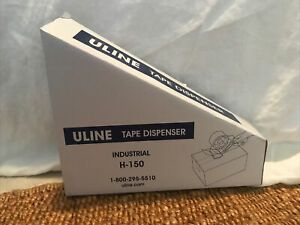 ULINE TAPE DISPENSER
ULINE TAPE DISPENSER
INDUSTRIAL
H-150
1-800-295-5510
uline.com